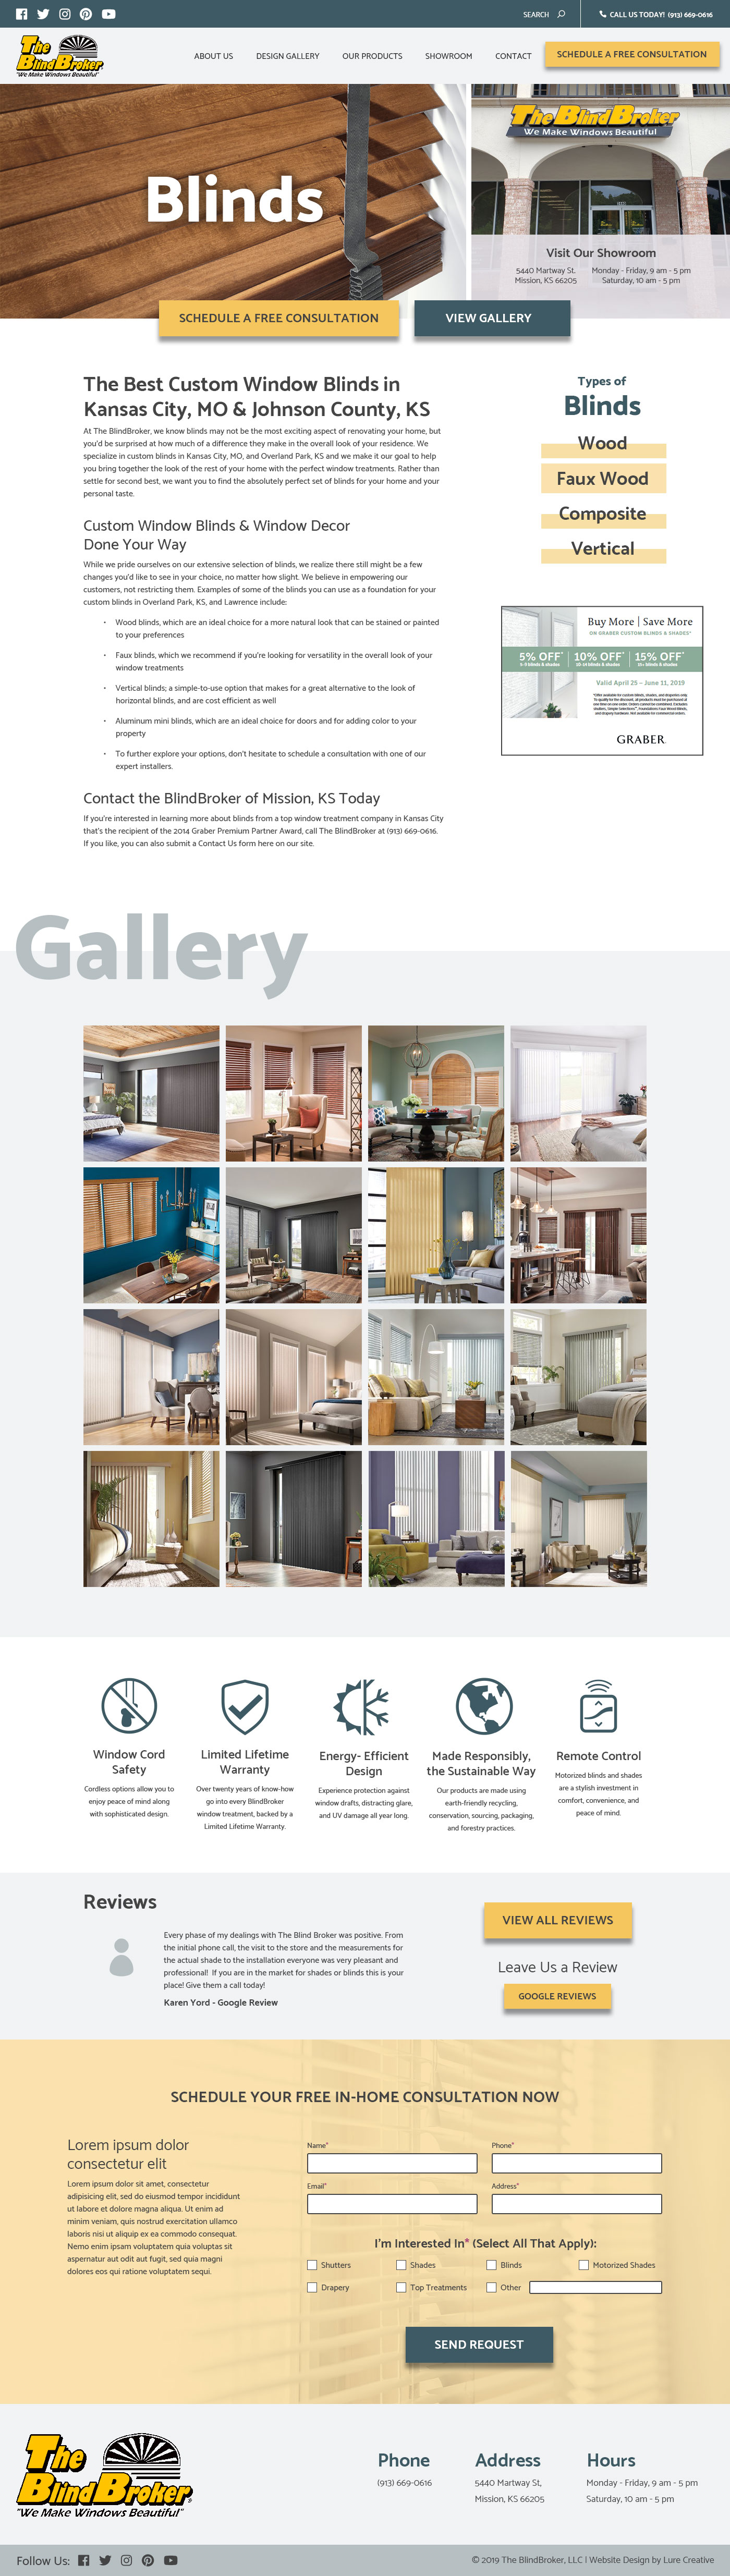 SEARCH
CALL US TODAY! (913) 669-0616
The
BlindBroker
"We Make Windows Beautiful"
ABOUT US
DESIGN GALLERY
OUR PRODUCTS
SHOWROOM
CONTACT
SCHEDULE A FREE CONSULTATION
Blinds
The BlindBroker
We Make Windows Beautiful
Visit Our Showroom
5440 Martway St. Monday - Friday, 9 am - 5 pm
Mission, KS 66205 Saturday, 10 am - 5 pm
SCHEDULE A FREE CONSULTATION
VIEW GALLERY
The Best Custom Window Blinds in
Kansas City, MO & Johnson County, KS
At The BlindBroker, we know blinds may not be the most exciting aspect of renovating your home, but
you'd be surprised at how much of a difference they make in the overall look of your residence. We
specialize in custom blinds in Kansas City, MO, and Overland Park, KS and we make it our goal to help
you bring together the look of the rest of your home with the perfect window treatments. Rather than
settle for second best, we want you to find the absolutely perfect set of blinds for your home and your
personal taste.
Custom Window Blinds & Window Decor
Done Your Way
While we pride ourselves on our extensive selection of blinds, we realize there still might be a few
changes you'd like to see in your choice, no matter how slight. We believe in empowering our
customers, not restricting them. Examples of some of the blinds you can use as a foundation for your
custom blinds in Overland Park, KS, and Lawrence include:
• Wood blinds, which are an ideal choice for a more natural look that can be stained or painted
to your preferences
• Faux blinds, which we recommend if you're looking for versatility in the overall look of your
window treatments
• Vertical blinds; a simple-to-use option that makes for a great alternative to the look of
horizontal blinds, and are cost efficient as well
• Aluminum mini blinds, which are an ideal choice for doors and for adding color to your
property
• To further explore your options, don't hesitate to schedule a consultation with one of our
expert installers.
Contact the BlindBroker of Mission, KS Today
If you're interested in learning more about blinds from a top window treatment company in Kansas City
that's the recipient of the 2014 Graber Premium Partner Award, call The BlindBroker at (913) 669-0616.
If you like, you can also submit a Contact Us form here on our site.
Types of
Blinds
Wood
Faux Wood
Composite
Vertical
Buy More | Save More
ON GRABER CUSTOM BLINDS & SHADES*
5% OFF* 10% OFF* 15% OFF*
5-9 blinds & shades 10-14 blinds & shades 15+ blinds & shades
Valid April 25 – June 11, 2019
GRABER
Gallery
Window Cord
Safety
Cordless options allow you to
enjoy peace of mind along
with sophisticated design.
Limited Lifetime
Warranty
Over twenty years of know-how
go into every BlindBroker
window treatment, backed by a
Limited Lifetime Warranty.
Energy- Efficient
Design
Experience protection against
window drafts, distracting glare,
and UV damage all year long.
Made Responsibly,
the Sustainable Way
Our products are made using
earth-friendly recycling,
conservation, sourcing, packaging,
and forestry practices.
Remote Control
Motorized blinds and shades
are a stylish investment in
comfort, convenience, and
peace of mind.
Reviews
Every phase of my dealings with The Blind Broker was positive. From
the initial phone call, the visit to the store and the measurements for
the actual shade to the installation everyone was very pleasant and
professional! If you are in the market for shades or blinds this is your
place! Give them a call today!
Karen Yord - Google Review
VIEW ALL REVIEWS
Leave Us a Review
GOOGLE REVIEWS
SCHEDULE YOUR FREE IN-HOME CONSULTATION NOW
Lorem ipsum dolor
consectetur elit
Lorem ipsum dolor sit amet, consectetur
adipisicing elit, sed do eiusmod tempor incididunt
ut labore et dolore magna aliqua. Ut enim ad
minim veniam, quis nostrud exercitation ullamco
laboris nisi ut aliquip ex ea commodo consequat.
Nemo enim ipsam voluptatem quia voluptas sit
aspernatur aut odit aut fugit, sed quia magni
dolores eos qui ratione voluptatem sequi.
Name* Phone*
Email* Address*
I'm Interested In* (Select All That Apply):
Shutters Shades Blinds Motorized Shades
Drapery Top Treatments Other
SEND REQUEST
The
BlindBroker
"We Make Windows Beautiful"
Phone
(913) 669-0616
Address
5440 Martway St,
Mission, KS 66205
Hours
Monday - Friday, 9 am - 5 pm
Saturday, 10 am - 5 pm
Follow Us:
© 2019 The BlindBroker, LLC | Website Design by Lure Creative